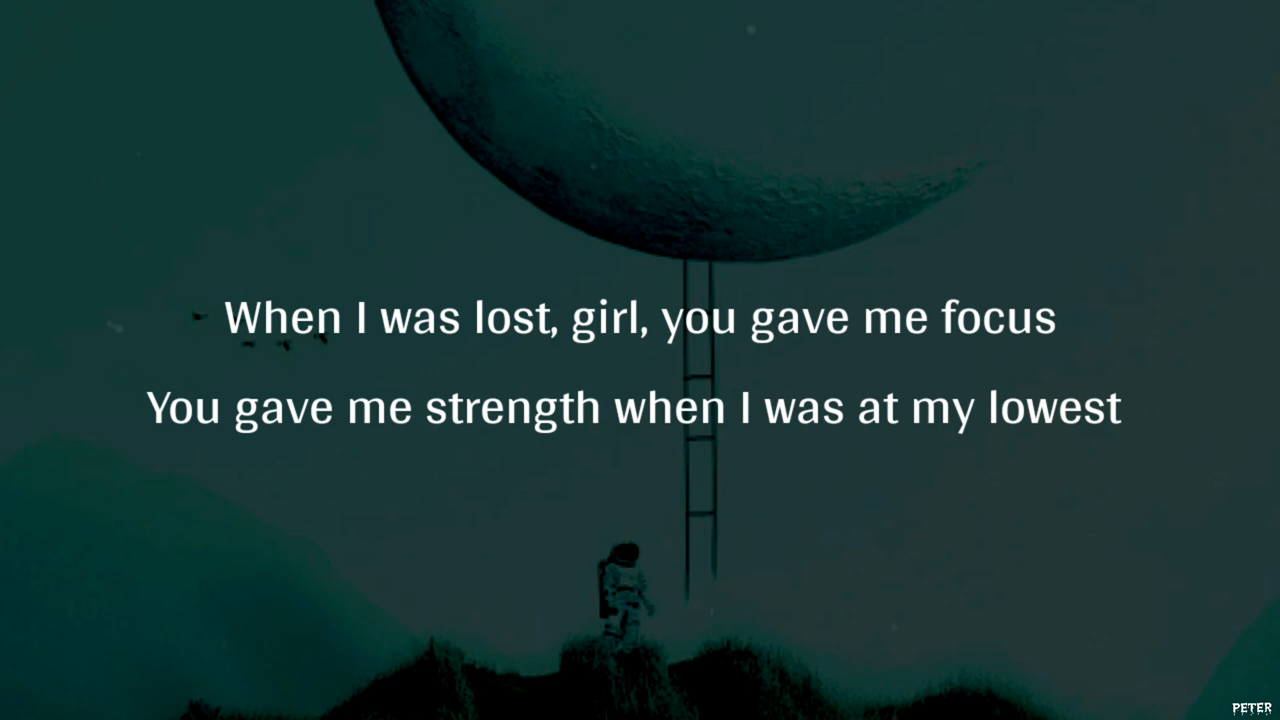 When I was lost, girl, you gave me focus
You gave me strength when I was at my lowest
PETER